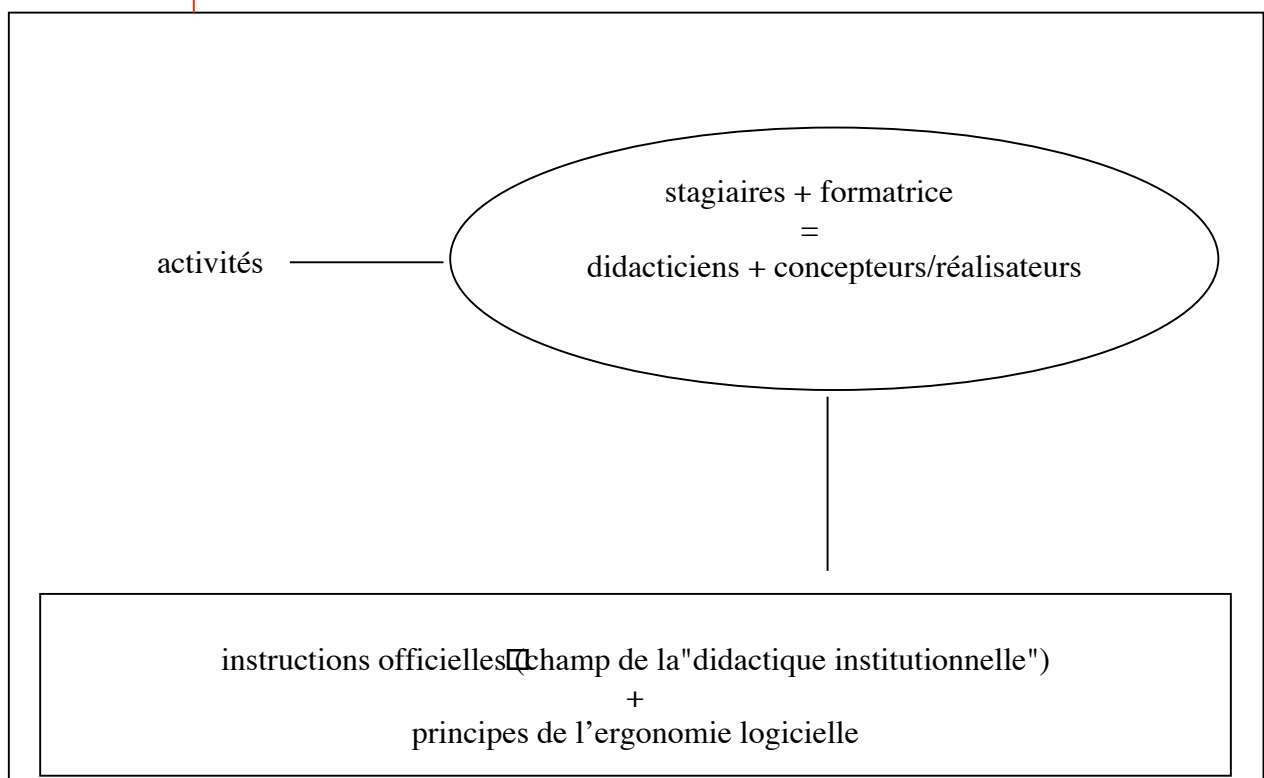 stagiaires + formatrice
=
didacticiens + concepteurs/réalisateurs
activités
instructions officielles (champ de la"didactique institutionnelle")
+
principes de l’ergonomie logicielle